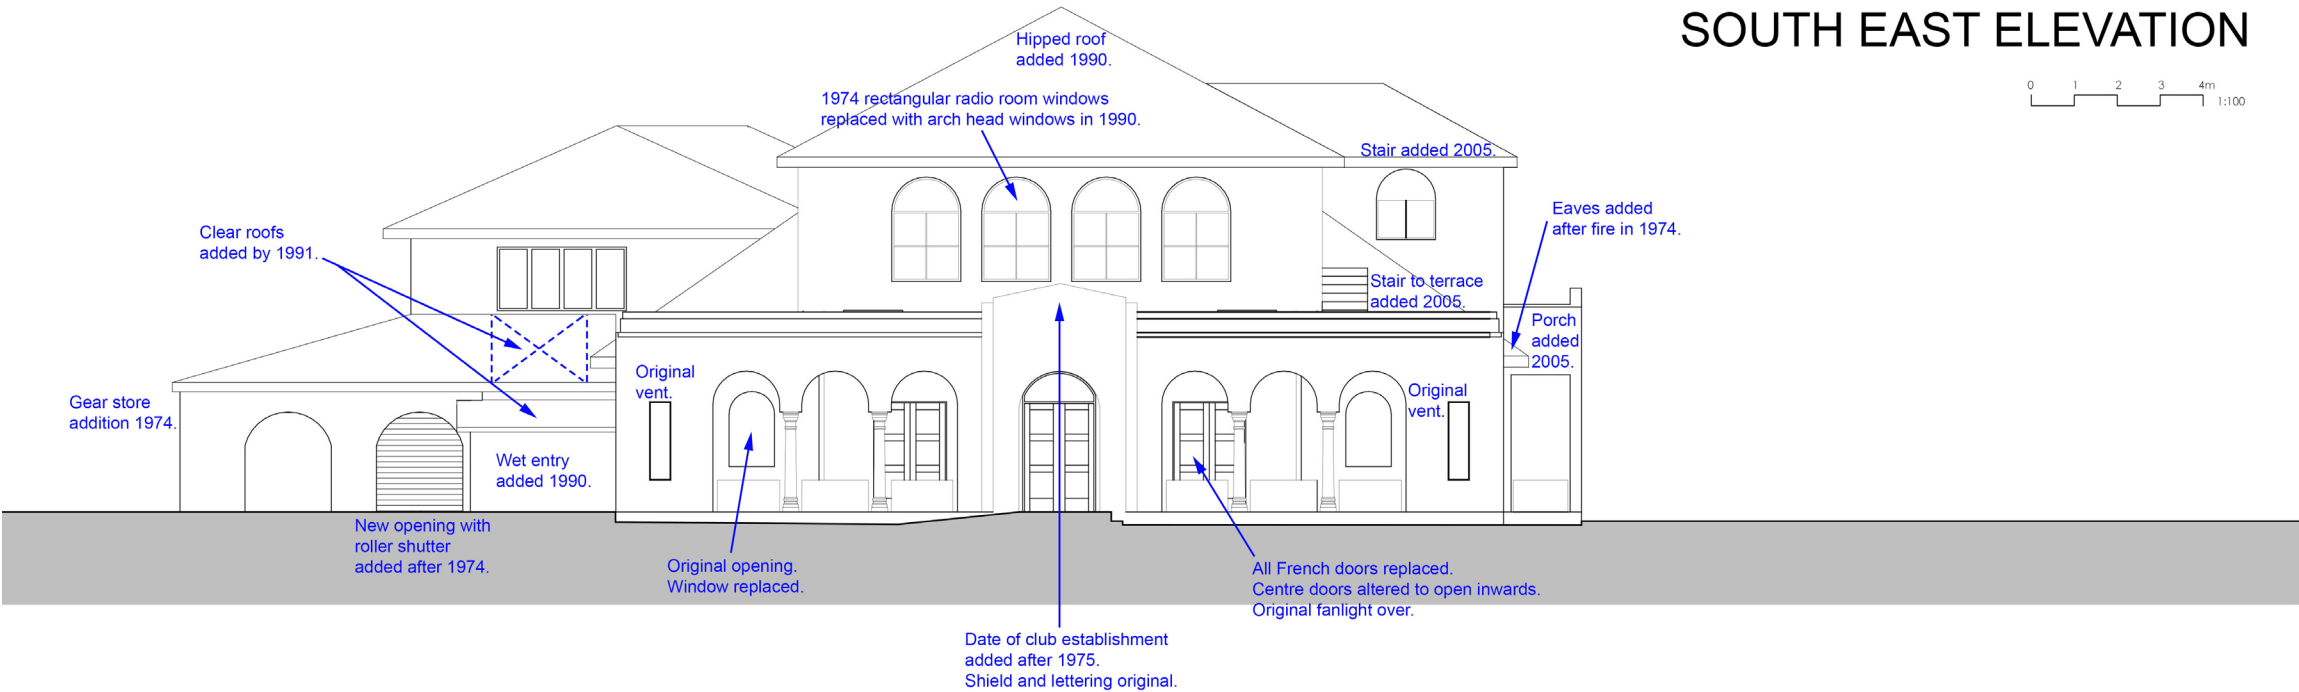 SOUTH EAST ELEVATION
0 1 2 3 4m
1:100
Hipped roof
added 1990.
1974 rectangular radio room windows
replaced with arch head windows in 1990.
Stair added 2005.
Eaves added
after fire in 1974.
Clear roofs
added by 1991.
Stair to terrace
added 2005.
Porch
added
2005.
Original
vent.
Original
vent.
Gear store
addition 1974.
Wet entry
added 1990.
New opening with
roller shutter
added after 1974.
Original opening.
Window replaced.
All French doors replaced.
Centre doors altered to open inwards.
Original fanlight over.
Date of club establishment
added after 1975.
Shield and lettering original.